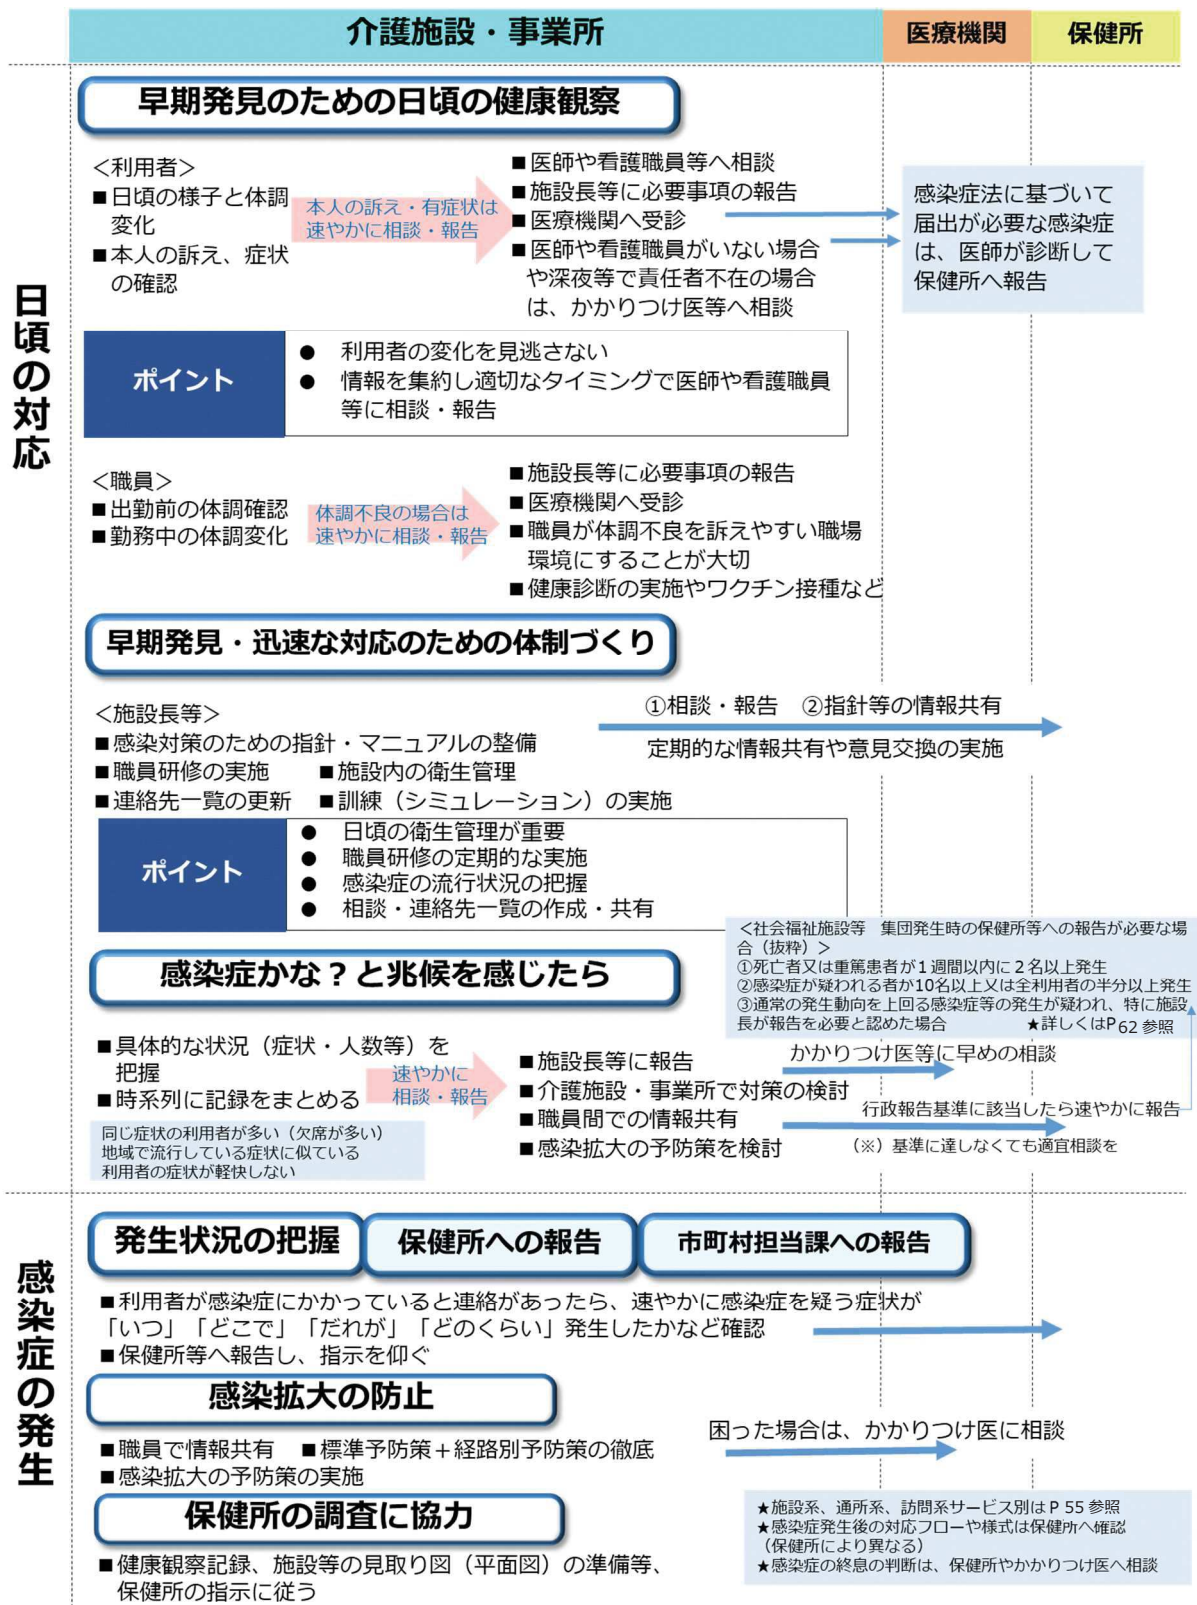 介護施設・事業所
医療機関
保健所
日頃の対応
早期発見のための日頃の健康観察
＜利用者＞
■日頃の様子と体調
変化
■本人の訴え、症状
の確認
本人の訴え・有症状は
速やかに相談・報告
■医師や看護職員等へ相談
■施設長等に必要事項の報告
■医療機関へ受診
■医師や看護職員がいない場合
や深夜等で責任者不在の場合
は、かかりつけ医等へ相談
感染症法に基づいて
届出が必要な感染症
は、医師が診断して
保健所へ報告
ポイント
● 利用者の変化を見逃さない
● 情報を集約し適切なタイミングで医師や看護職員
等に相談・報告
＜職員＞
■出勤前の体調確認
■勤務中の体調変化
体調不良の場合は
速やかに相談・報告
■施設長等に必要事項の報告
■医療機関へ受診
■職員が体調不良を訴えやすい職場
環境にすることが大切
■健康診断の実施やワクチン接種など
早期発見・迅速な対応のための体制づくり
＜施設長等＞
■感染対策のための指針・マニュアルの整備
■職員研修の実施 ■施設内の衛生管理
■連絡先一覧の更新 ■訓練（シミュレーション）の実施
①相談・報告 ②指針等の情報共有
定期的な情報共有や意見交換の実施
ポイント
● 日頃の衛生管理が重要
● 職員研修の定期的な実施
● 感染症の流行状況の把握
● 相談・連絡先一覧の作成・共有
＜社会福祉施設等 集団発生時の保健所等への報告が必要な場
合（抜粋）＞
①死亡者又は重篤患者が１週間以内に２名以上発生
②感染症が疑われる者が10名以上又は全利用者の半分以上発生
③通常の発生動向を上回る感染症等の発生が疑われ、特に施設
長が報告を必要と認めた場合 ★詳しくはP62 参照
感染症かな？と兆候を感じたら
■具体的な状況（症状・人数等）を
把握
■時系列に記録をまとめる
速やかに
相談・報告
■施設長等に報告
■介護施設・事業所で対策の検討
■職員間での情報共有
■感染拡大の予防策を検討
かかりつけ医等に早めの相談
行政報告基準に該当したら速やかに報告
（※）基準に達しなくても適宜相談を
同じ症状の利用者が多い（欠席が多い）
地域で流行している症状に似ている
利用者の症状が軽快しない
感染症の発生
発生状況の把握
保健所への報告
市町村担当課への報告
■利用者が感染症にかかっていると連絡があったら、速やかに感染症を疑う症状が
「いつ」「どこで」「だれが」「どのくらい」発生したかなど確認
■保健所等へ報告し、指示を仰ぐ
感染拡大の防止
■職員で情報共有 ■標準予防策＋経路別予防策の徹底
■感染拡大の予防策の実施
困った場合は、かかりつけ医に相談
保健所の調査に協力
■健康観察記録、施設等の見取り図（平面図）の準備等、
保健所の指示に従う
★施設系、通所系、訪問系サービス別はＰ55 参照
★感染症発生後の対応フローや様式は保健所へ確認
（保健所により異なる）
★感染症の終息の判断は、保健所やかかりつけ医へ相談